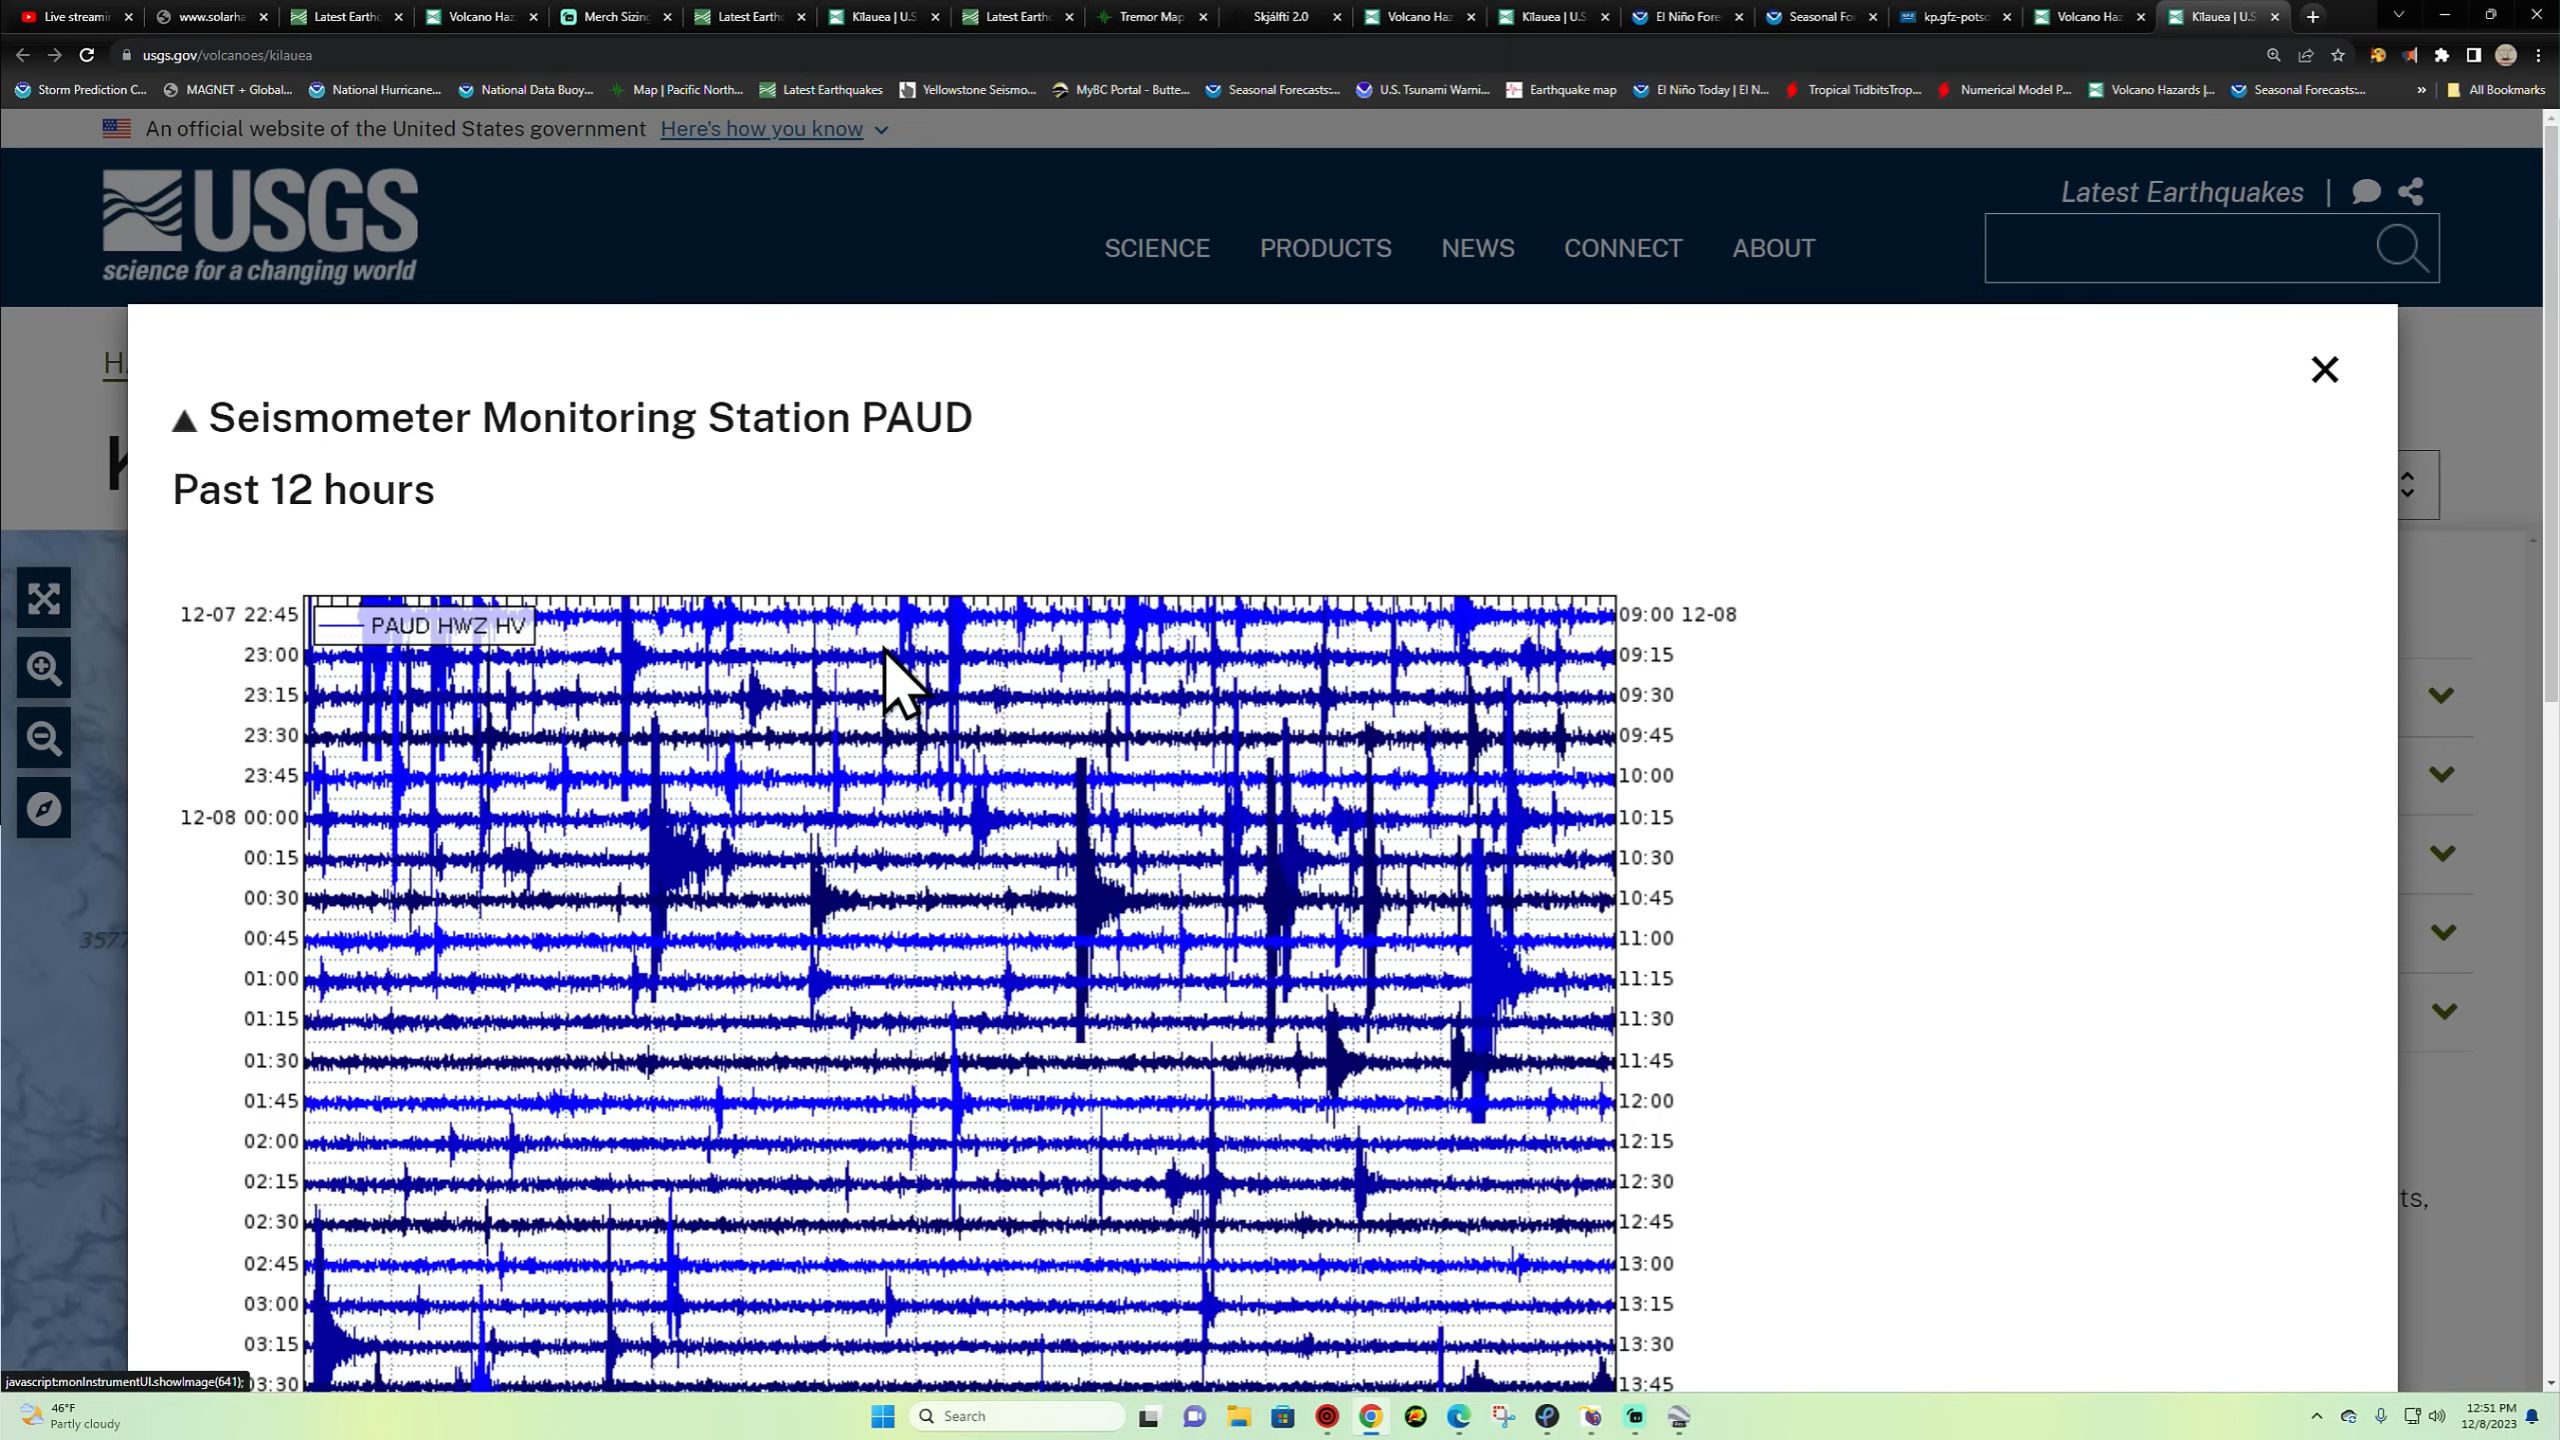 Live streamin
www.solarha
Latest Earthc
Volcano Haz
Merch Sizing
Latest Earthc
Kīlauea | U.S
Latest Earthc
Tremor Map
Skjálfti 2.0
Volcano Haz
Kīlauea | U.S
El Niño Fore
Seasonal Fo
kp.gfz-potsd
Volcano Haz
Kīlauea | U.S
usgs.gov/volcanoes/kilauea
Storm Prediction C...
MAGNET + Global...
National Hurricane...
National Data Buoy...
Map | Pacific North...
Latest Earthquakes
Yellowstone Seismo...
MyBC Portal - Butte...
Seasonal Forecasts:...
U.S. Tsunami Warni...
Earthquake map
El Niño Today | El N...
Tropical TidbitsTrop...
Numerical Model P...
Volcano Hazards |...
Seasonal Forecasts:...
»
All Bookmarks
An official website of the United States government Here's how you know
USGS
science for a changing world
SCIENCE PRODUCTS NEWS CONNECT ABOUT
Latest Earthquakes |
Seismometer Monitoring Station PAUD
Past 12 hours
PAUD HWZ HV
12-07 22:45 09:00 12-08
23:00 09:15
23:15 09:30
23:30 09:45
23:45 10:00
12-08 00:00 10:15
00:15 10:30
00:30 10:45
00:45 11:00
01:00 11:15
01:15 11:30
01:30 11:45
01:45 12:00
02:00 12:15
02:15 12:30
02:30 12:45
02:45 13:00
03:00 13:15
03:15 13:30
03:30 13:45
3577
ts,
javascript:monInstrumentUI.showImage(641);
46°F
Partly cloudy
Search
12:51 PM
12/8/2023